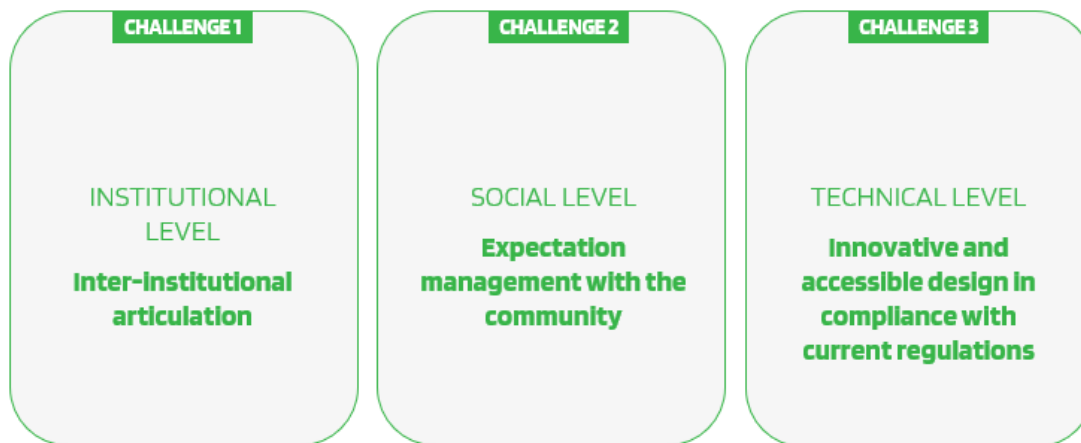 CHALLENGE 1
INSTITUTIONAL
LEVEL
Inter-institutional
articulation
CHALLENGE 2
SOCIAL LEVEL
Expectation
management with the
community
CHALLENGE 3
TECHNICAL LEVEL
Innovative and
accessible design in
compliance with
current regulations